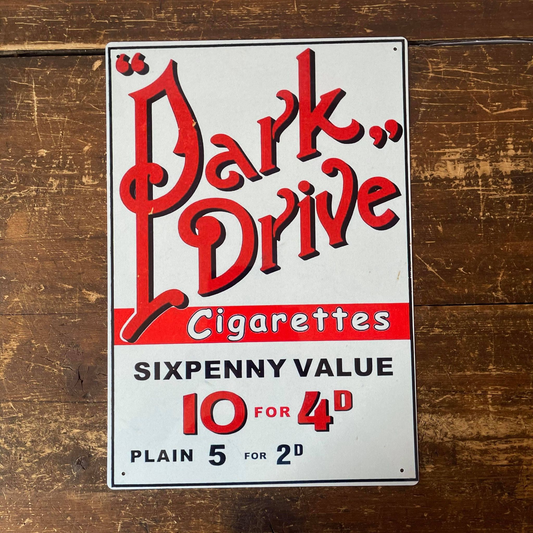 “Park„
Drive
Cigarettes
SIXPENNY VALUE
10 FOR 4D
PLAIN 5 FOR 2D